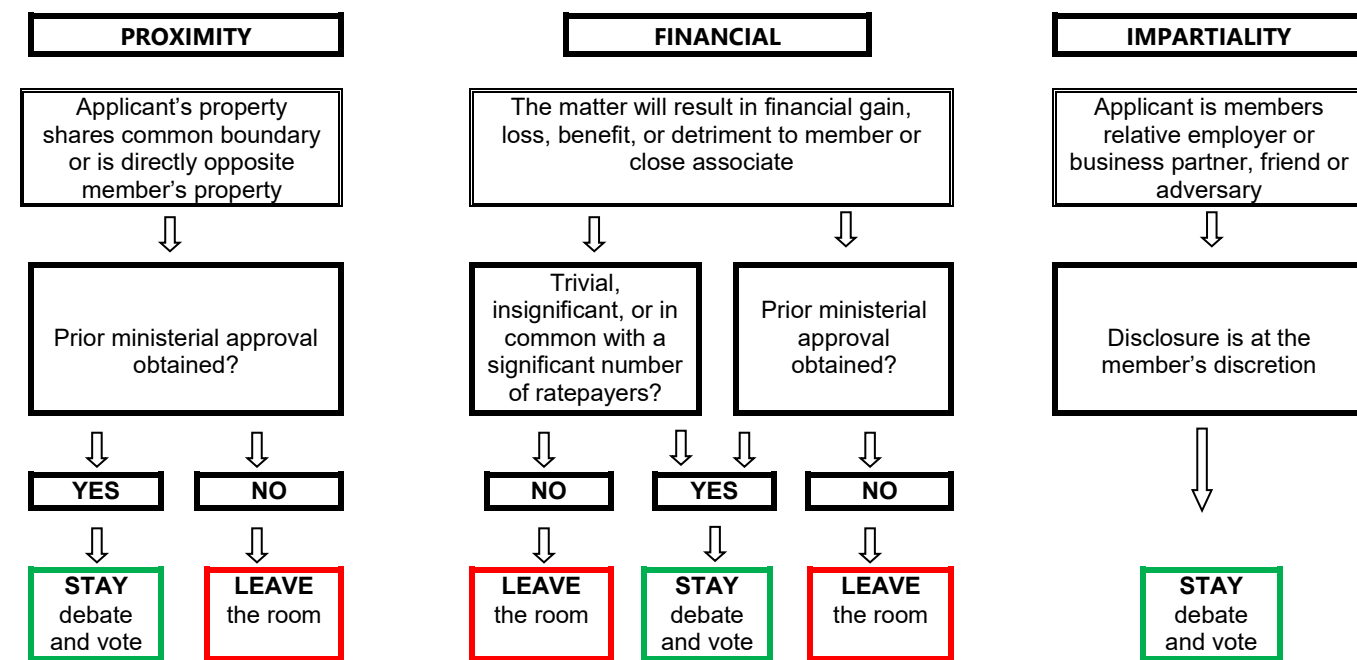 PROXIMITY
FINANCIAL
IMPARTIALITY
Applicant’s property
shares common boundary
or is directly opposite
member’s property
The matter will result in financial gain,
loss, benefit, or detriment to member or
close associate
Applicant is members
relative employer or
business partner, friend or
adversary
Prior ministerial approval
obtained?
Trivial,
insignificant, or in
common with a
significant number
of ratepayers?
Prior ministerial
approval
obtained?
Disclosure is at the
member’s discretion
YES
NO
NO
YES
NO
STAY
debate
and vote
LEAVE
the room
LEAVE
the room
STAY
debate
and vote
LEAVE
the room
STAY
debate
and vote